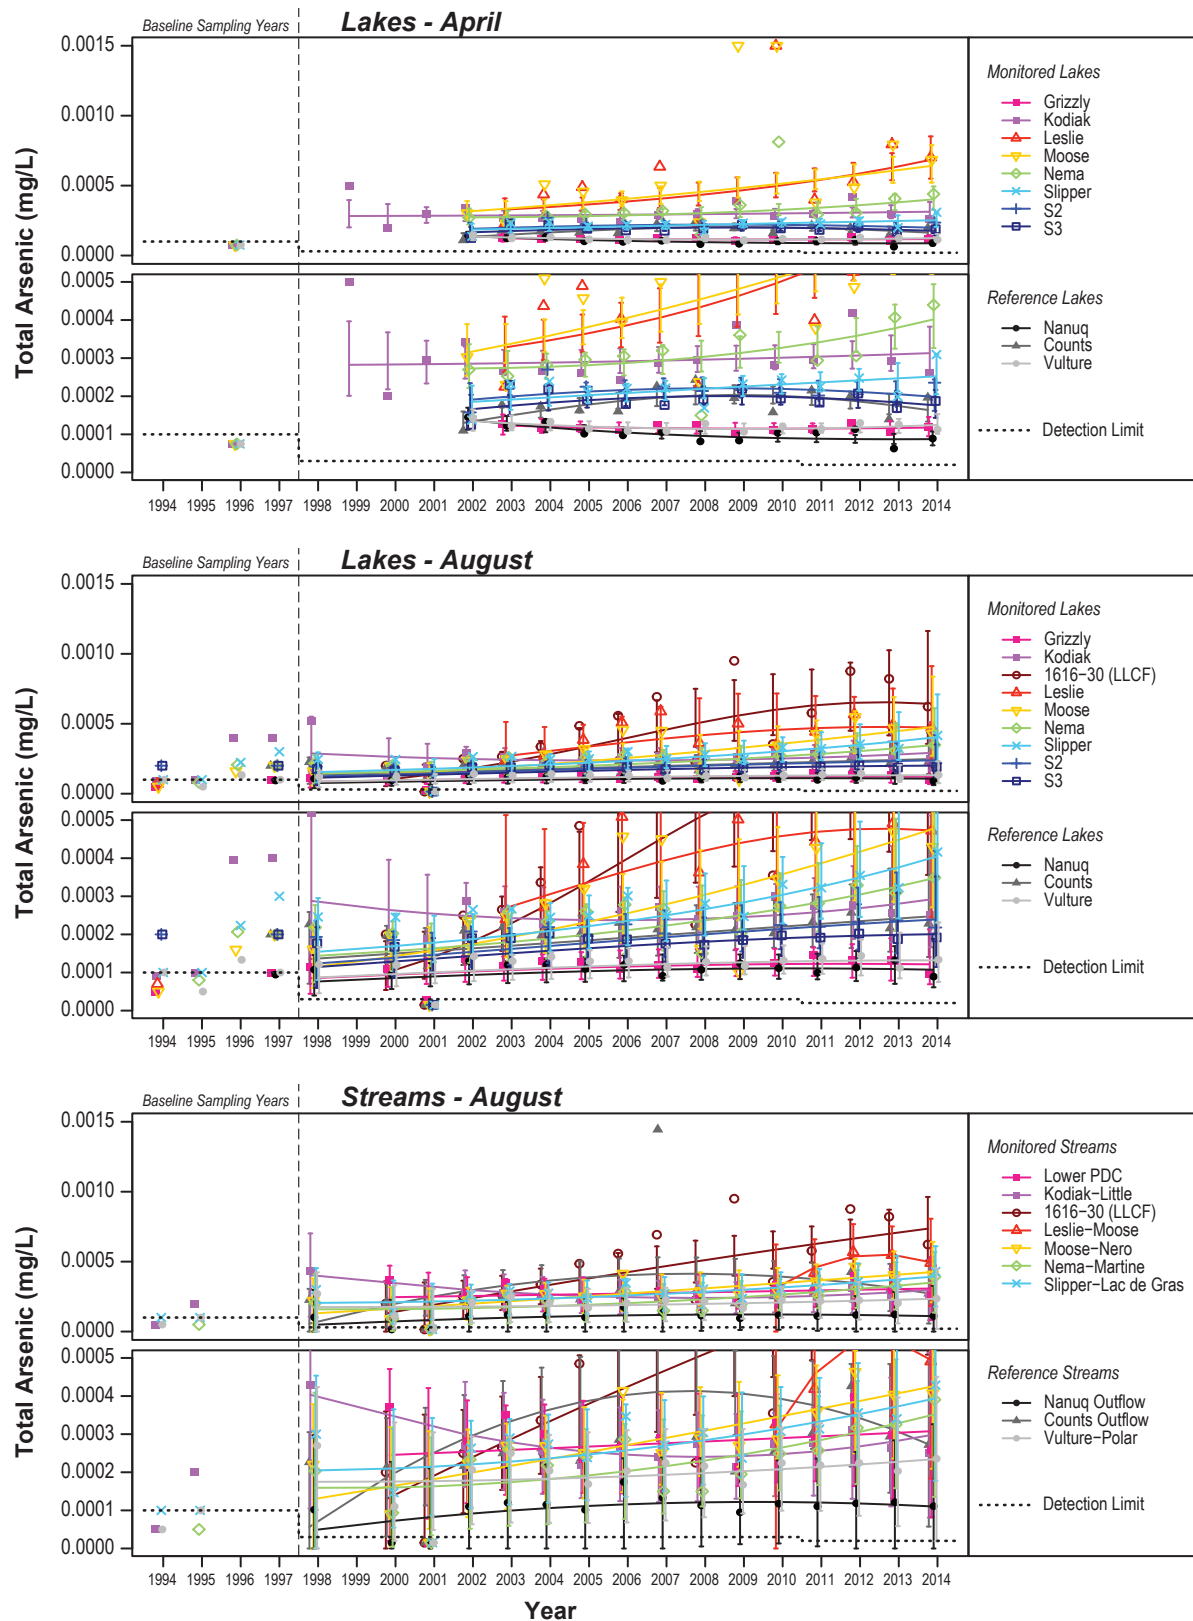 Baseline Sampling Years
Lakes - April
Total Arsenic (mg/L)
0.0015
0.0010
0.0005
0.0000
Monitored Lakes
Grizzly
Kodiak
Leslie
Moose
Nema
Slipper
S2
S3
Total Arsenic (mg/L)
0.0005
0.0004
0.0003
0.0002
0.0001
0.0000
Reference Lakes
Nanuq
Counts
Vulture
Detection Limit
1994 1995 1996 1997 1998 1999 2000 2001 2002 2003 2004 2005 2006 2007 2008 2009 2010 2011 2012 2013 2014
Baseline Sampling Years
Lakes - August
Total Arsenic (mg/L)
0.0015
0.0010
0.0005
0.0000
Monitored Lakes
Grizzly
Kodiak
1616−30 (LLCF)
Leslie
Moose
Nema
Slipper
S2
S3
Total Arsenic (mg/L)
0.0005
0.0004
0.0003
0.0002
0.0001
0.0000
Reference Lakes
Nanuq
Counts
Vulture
Detection Limit
1994 1995 1996 1997 1998 1999 2000 2001 2002 2003 2004 2005 2006 2007 2008 2009 2010 2011 2012 2013 2014
Baseline Sampling Years
Streams - August
Total Arsenic (mg/L)
0.0015
0.0010
0.0005
0.0000
Monitored Streams
Lower PDC
Kodiak−Little
1616−30 (LLCF)
Leslie−Moose
Moose−Nero
Nema−Martine
Slipper−Lac de Gras
Total Arsenic (mg/L)
0.0005
0.0004
0.0003
0.0002
0.0001
0.0000
Reference Streams
Nanuq Outflow
Counts Outflow
Vulture−Polar
Detection Limit
1994 1995 1996 1997 1998 1999 2000 2001 2002 2003 2004 2005 2006 2007 2008 2009 2010 2011 2012 2013 2014
Year